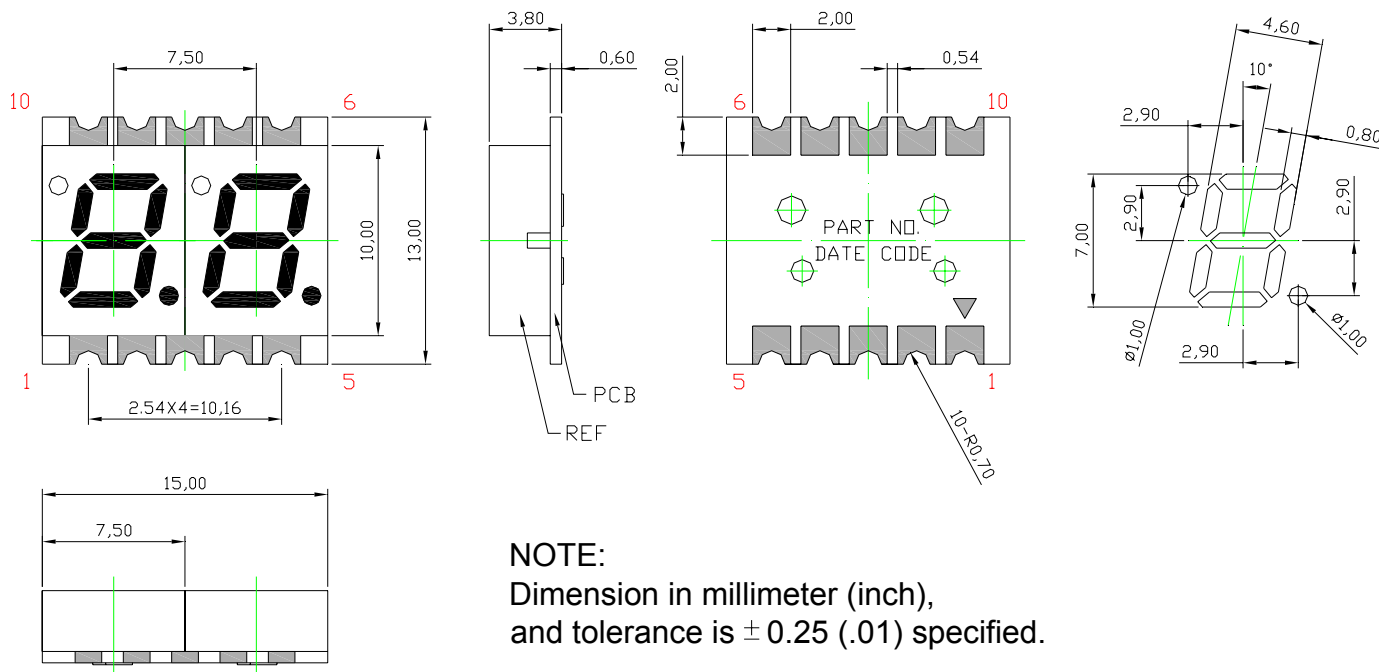 7,50
10
6
13,00
10,00
1
5
2.54X4=10,16
3,80
0,60
PCB
REF
2,00
0,54
2,00
6
10
PART NO.
DATE CODE
5
1
10-R0,70
4,60
10°
2,90
0,80
7,00
2,90
2,90
ø1,00
2,90
ø1,00
15,00
7,50
NOTE:
Dimension in millimeter (inch),
and tolerance is ± 0.25 (.01) specified.